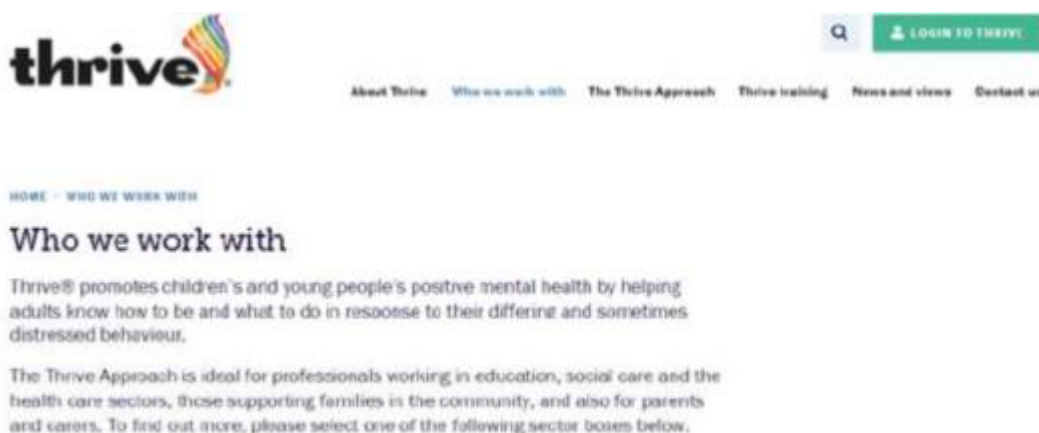 thrive®
LOGIN TO THRIVE
About Thrive Who we work with The Thrive Approach Thrive training News and views Contact us
HOME - WHO WE WORK WITH
Who we work with
Thrive® promotes children's and young people's positive mental health by helping
adults know how to be and what to do in response to their differing and sometimes
distressed behaviour.
The Thrive Approach is ideal for professionals working in education, social care and the
health care sectors, those supporting families in the community, and also for parents
and carers. To find out more, please select one of the following sector boxes below.